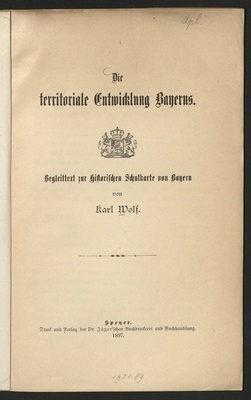 dpl.
Die
territoriale Entwicklung Bayerns.
Begleittext zur historischen Schulkarte von Bayern
von
Karl Wolf.
Speyer.
Druck und Verlag der Dr. Jäger'schen Buchdruckerei und Buchhandlung
1897.